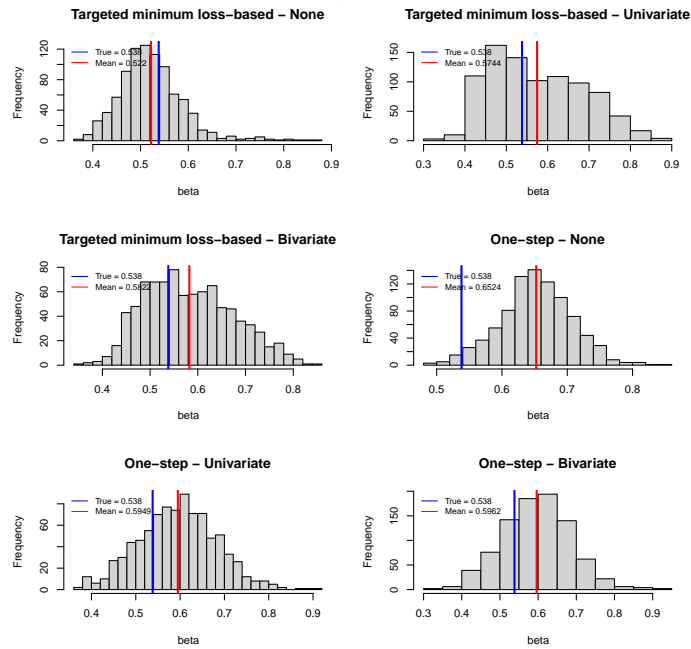 Targeted minimum loss−based − None
True = 0.538
Mean = 0.522
Frequency
0 40 80 120
0.4 0.5 0.6 0.7 0.8 0.9
beta
Targeted minimum loss−based − Univariate
True = 0.538
Mean = 0.5744
Frequency
0 50 100 150
0.3 0.4 0.5 0.6 0.7 0.8 0.9
beta
Targeted minimum loss−based − Bivariate
True = 0.538
Mean = 0.5822
Frequency
0 20 40 60 80
0.4 0.5 0.6 0.7 0.8
beta
One−step − None
True = 0.538
Mean = 0.6524
Frequency
0 40 80 120
0.5 0.6 0.7 0.8
beta
One−step − Univariate
True = 0.538
Mean = 0.5949
Frequency
0 20 60
0.4 0.5 0.6 0.7 0.8 0.9
beta
One−step − Bivariate
True = 0.538
Mean = 0.5962
Frequency
0 50 150
0.3 0.4 0.5 0.6 0.7 0.8 0.9
beta